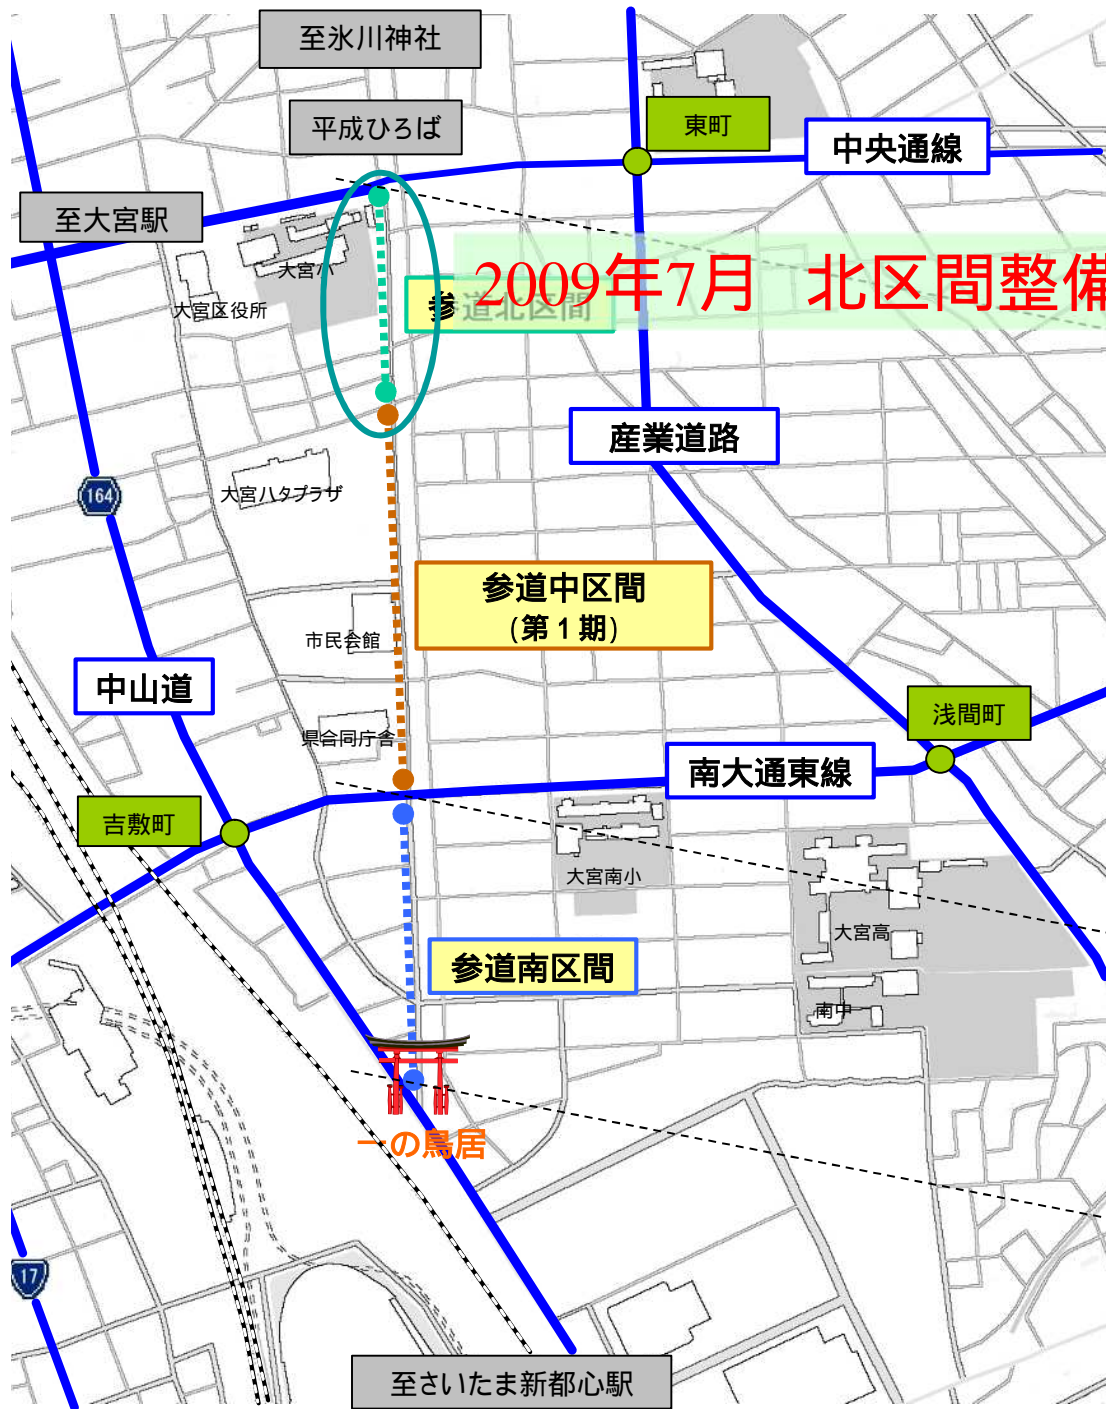 至氷川神社
平成ひろば
東町
中央通線
至大宮駅
大宮小
大宮区役所
参道北区間
2009年7月 北区間整備
産業道路
164
大宮ハタプラザ
参道中区間
(第1期)
市民会館
中山道
浅間町
県合同庁舎
南大通東線
吉敷町
大宮南小
大宮高
参道南区間
南中
一の鳥居
17
至さいたま新都心駅